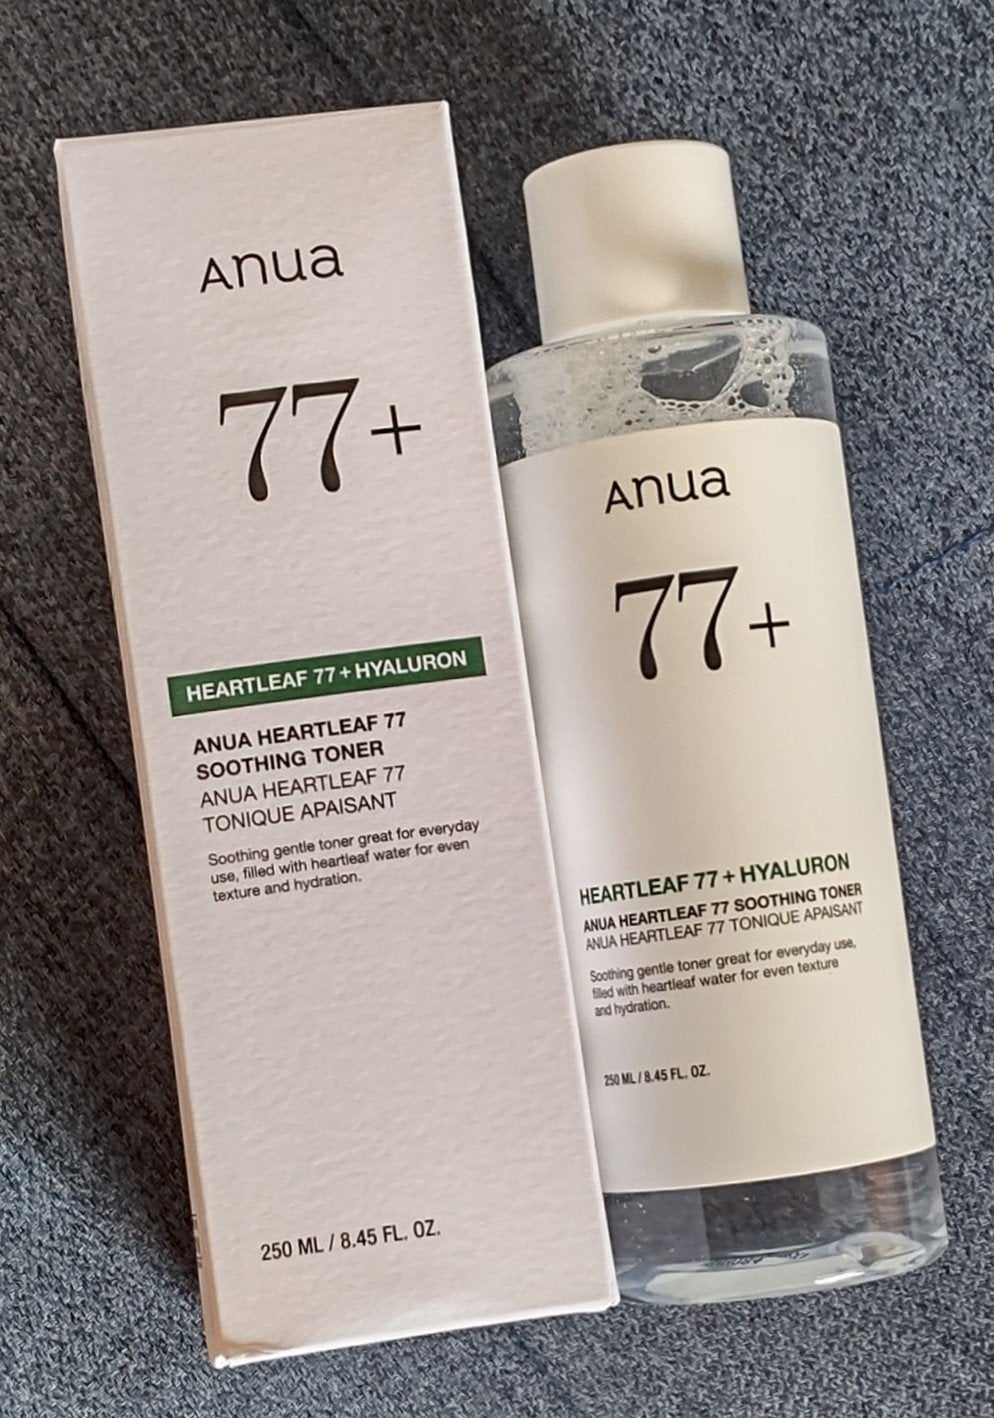 Anua
77+
HEARTLEAF 77 + HYALURON
ANUA HEARTLEAF 77
SOOTHING TONER
ANUA HEARTLEAF 77
TONIQUE APAISANT
Soothing gentle toner great for everyday
use, filled with heartleaf water for even
texture and hydration.
250 ML / 8.45 FL. OZ.
Anua
77+
HEARTLEAF 77 + HYALURON
ANUA HEARTLEAF 77 SOOTHING TONER
ANUA HEARTLEAF 77 TONIQUE APAISANT
Soothing gentle toner great for everyday use,
filled with heartleaf water for even texture
and hydration.
250 ML / 8.45 FL. OZ.